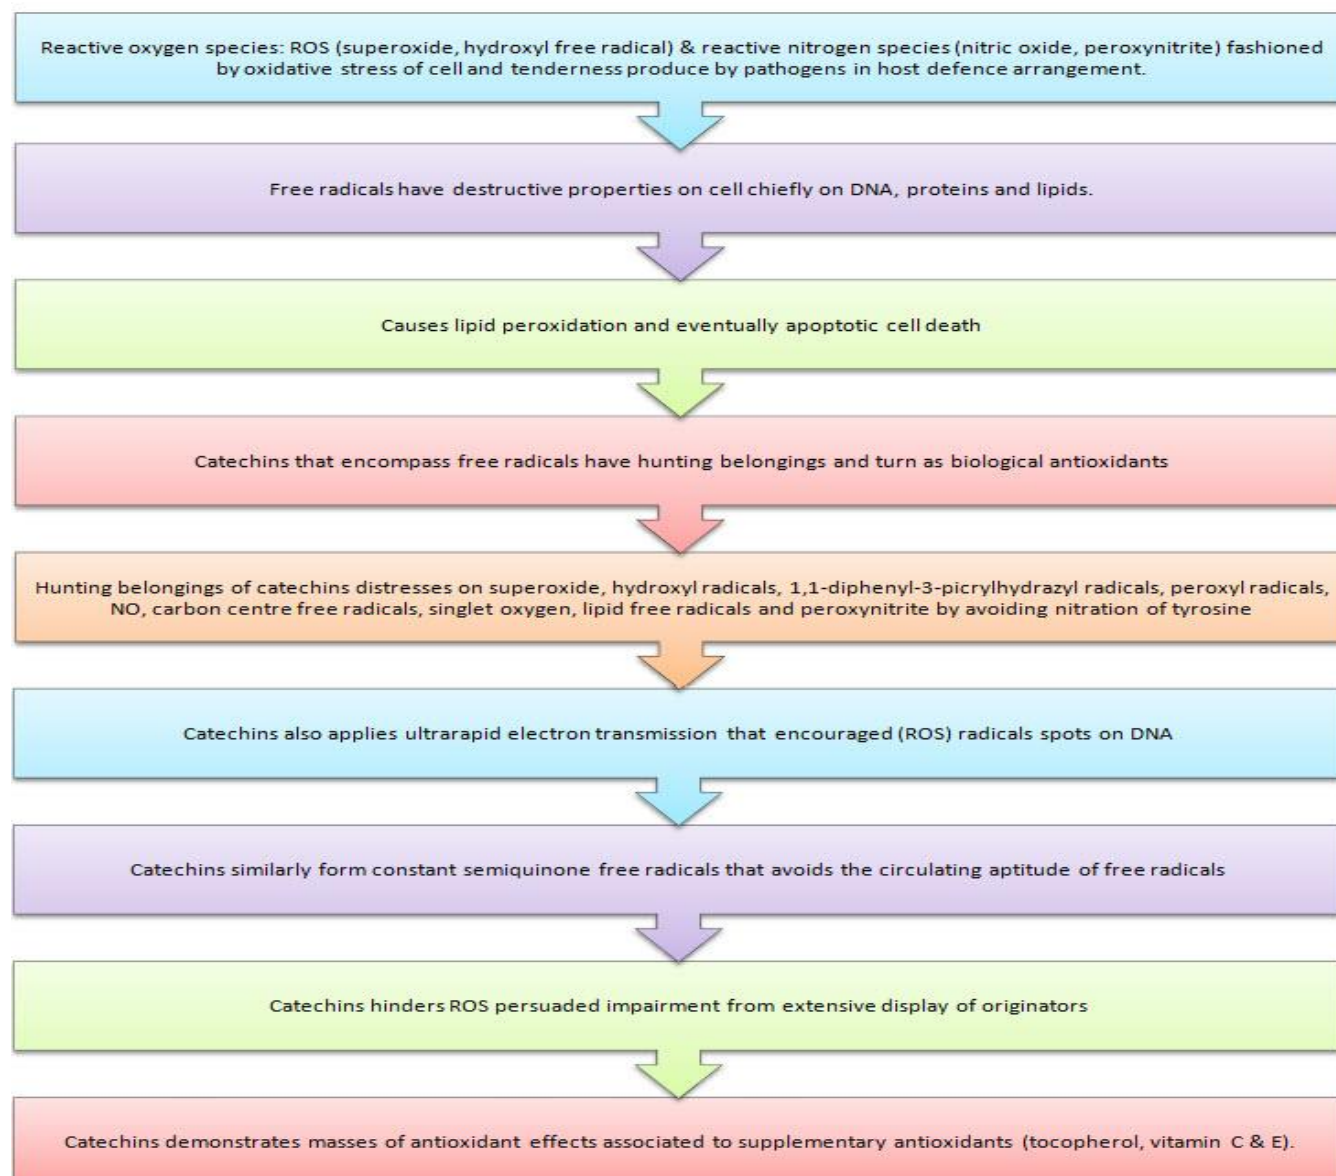 Reactive oxygen species: ROS (superoxide, hydroxyl free radical) & reactive nitrogen species (nitric oxide, peroxynitrite) fashioned
by oxidative stress of cell and tenderness produce by pathogens in host defence arrangement.
Free radicals have destructive properties on cell chiefly on DNA, proteins and lipids.
Causes lipid peroxidation and eventually apoptotic cell death
Catechins that encompass free radicals have hunting belongings and turn as biological antioxidants
Hunting belongings of catechins distresses on superoxide, hydroxyl radicals, 1,1-diphenyl-3-picrylhydrazyl radicals, peroxyl radicals,
NO, carbon centre free radicals, singlet oxygen, lipid free radicals and peroxynitrite by avoiding nitration of tyrosine
Catechins also applies ultrarapid electron transmission that encouraged (ROS) radicals spots on DNA
Catechins similarly form constant semiquinone free radicals that avoids the circulating aptitude of free radicals
Catechins hinders ROS persuaded impairment from extensive display of originators
Catechins demonstrates masses of antioxidant effects associated to supplementary antioxidants (tocopherol, vitamin C & E).